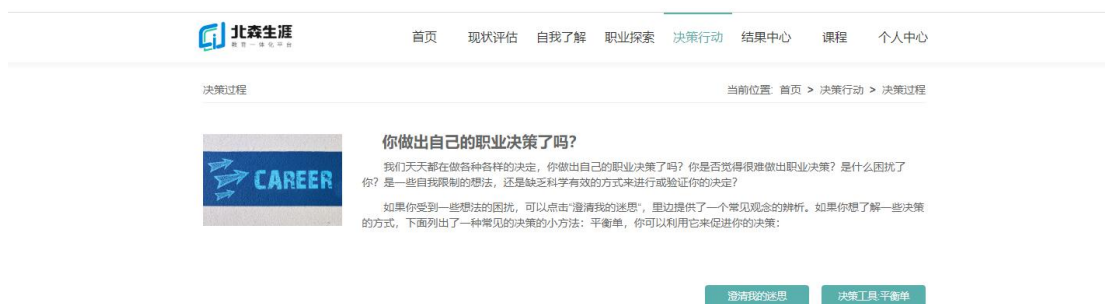 北森生涯
教育一体化平台
首页 现状评估 自我了解 职业探索 决策行动 结果中心 课程 个人中心
决策过程
当前位置: 首页 > 决策行动 > 决策过程
CAREER
你做出自己的职业决策了吗？
我们天天都在做各种各样的决定，你做出自己的职业决策了吗？你是否觉得很难做出职业决策？是什么困扰了
你？是一些自我限制的想法，还是缺乏科学有效的方式来进行或验证你的决定？
如果你受到一些想法的困扰，可以点击“澄清我的迷思”，里边提供了一个常见观念的辨析。如果你想了解一些决策
的方式，下面列出了一种常见的决策的小方法：平衡单，你可以利用它来促进你的决策：
澄清我的迷思
决策工具:平衡单